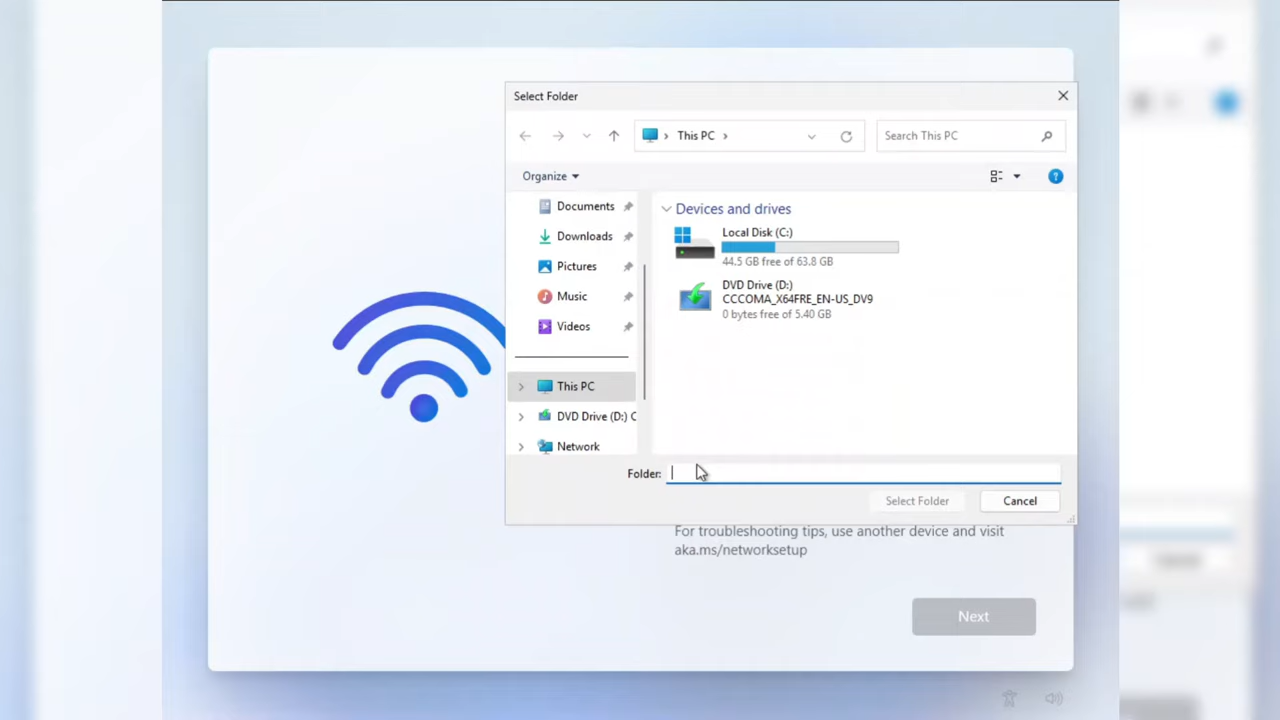 Select Folder
This PC
Search This PC
Organize
Documents
Downloads
Pictures
Music
Videos
This PC
DVD Drive (D:) C
Network
Devices and drives
Local Disk (C:)
44.5 GB free of 63.8 GB
DVD Drive (D:)
CCCOMA_X64FRE_EN-US_DV9
0 bytes free of 5.40 GB
Folder:
Select Folder
Cancel
For troubleshooting tips, use another device and visit
aka.ms/networksetup
Next